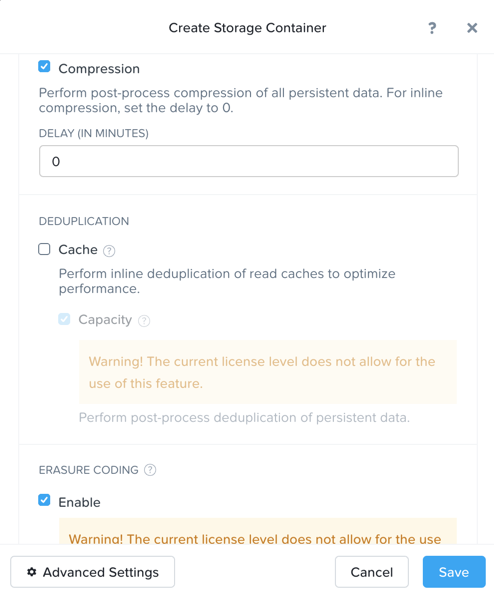 Create Storage Container
?
Compression
Perform post-process compression of all persistent data. For inline
compression, set the delay to 0.
DELAY (IN MINUTES)
0
DEDUPLICATION
Cache ?
Perform inline deduplication of read caches to optimize
performance.
Capacity ?
Warning! The current license level does not allow for the
use of this feature.
Perform post-process deduplication of persistent data.
ERASURE CODING ?
Enable
Warning! The current license level does not allow for the use
Advanced Settings
Cancel
Save